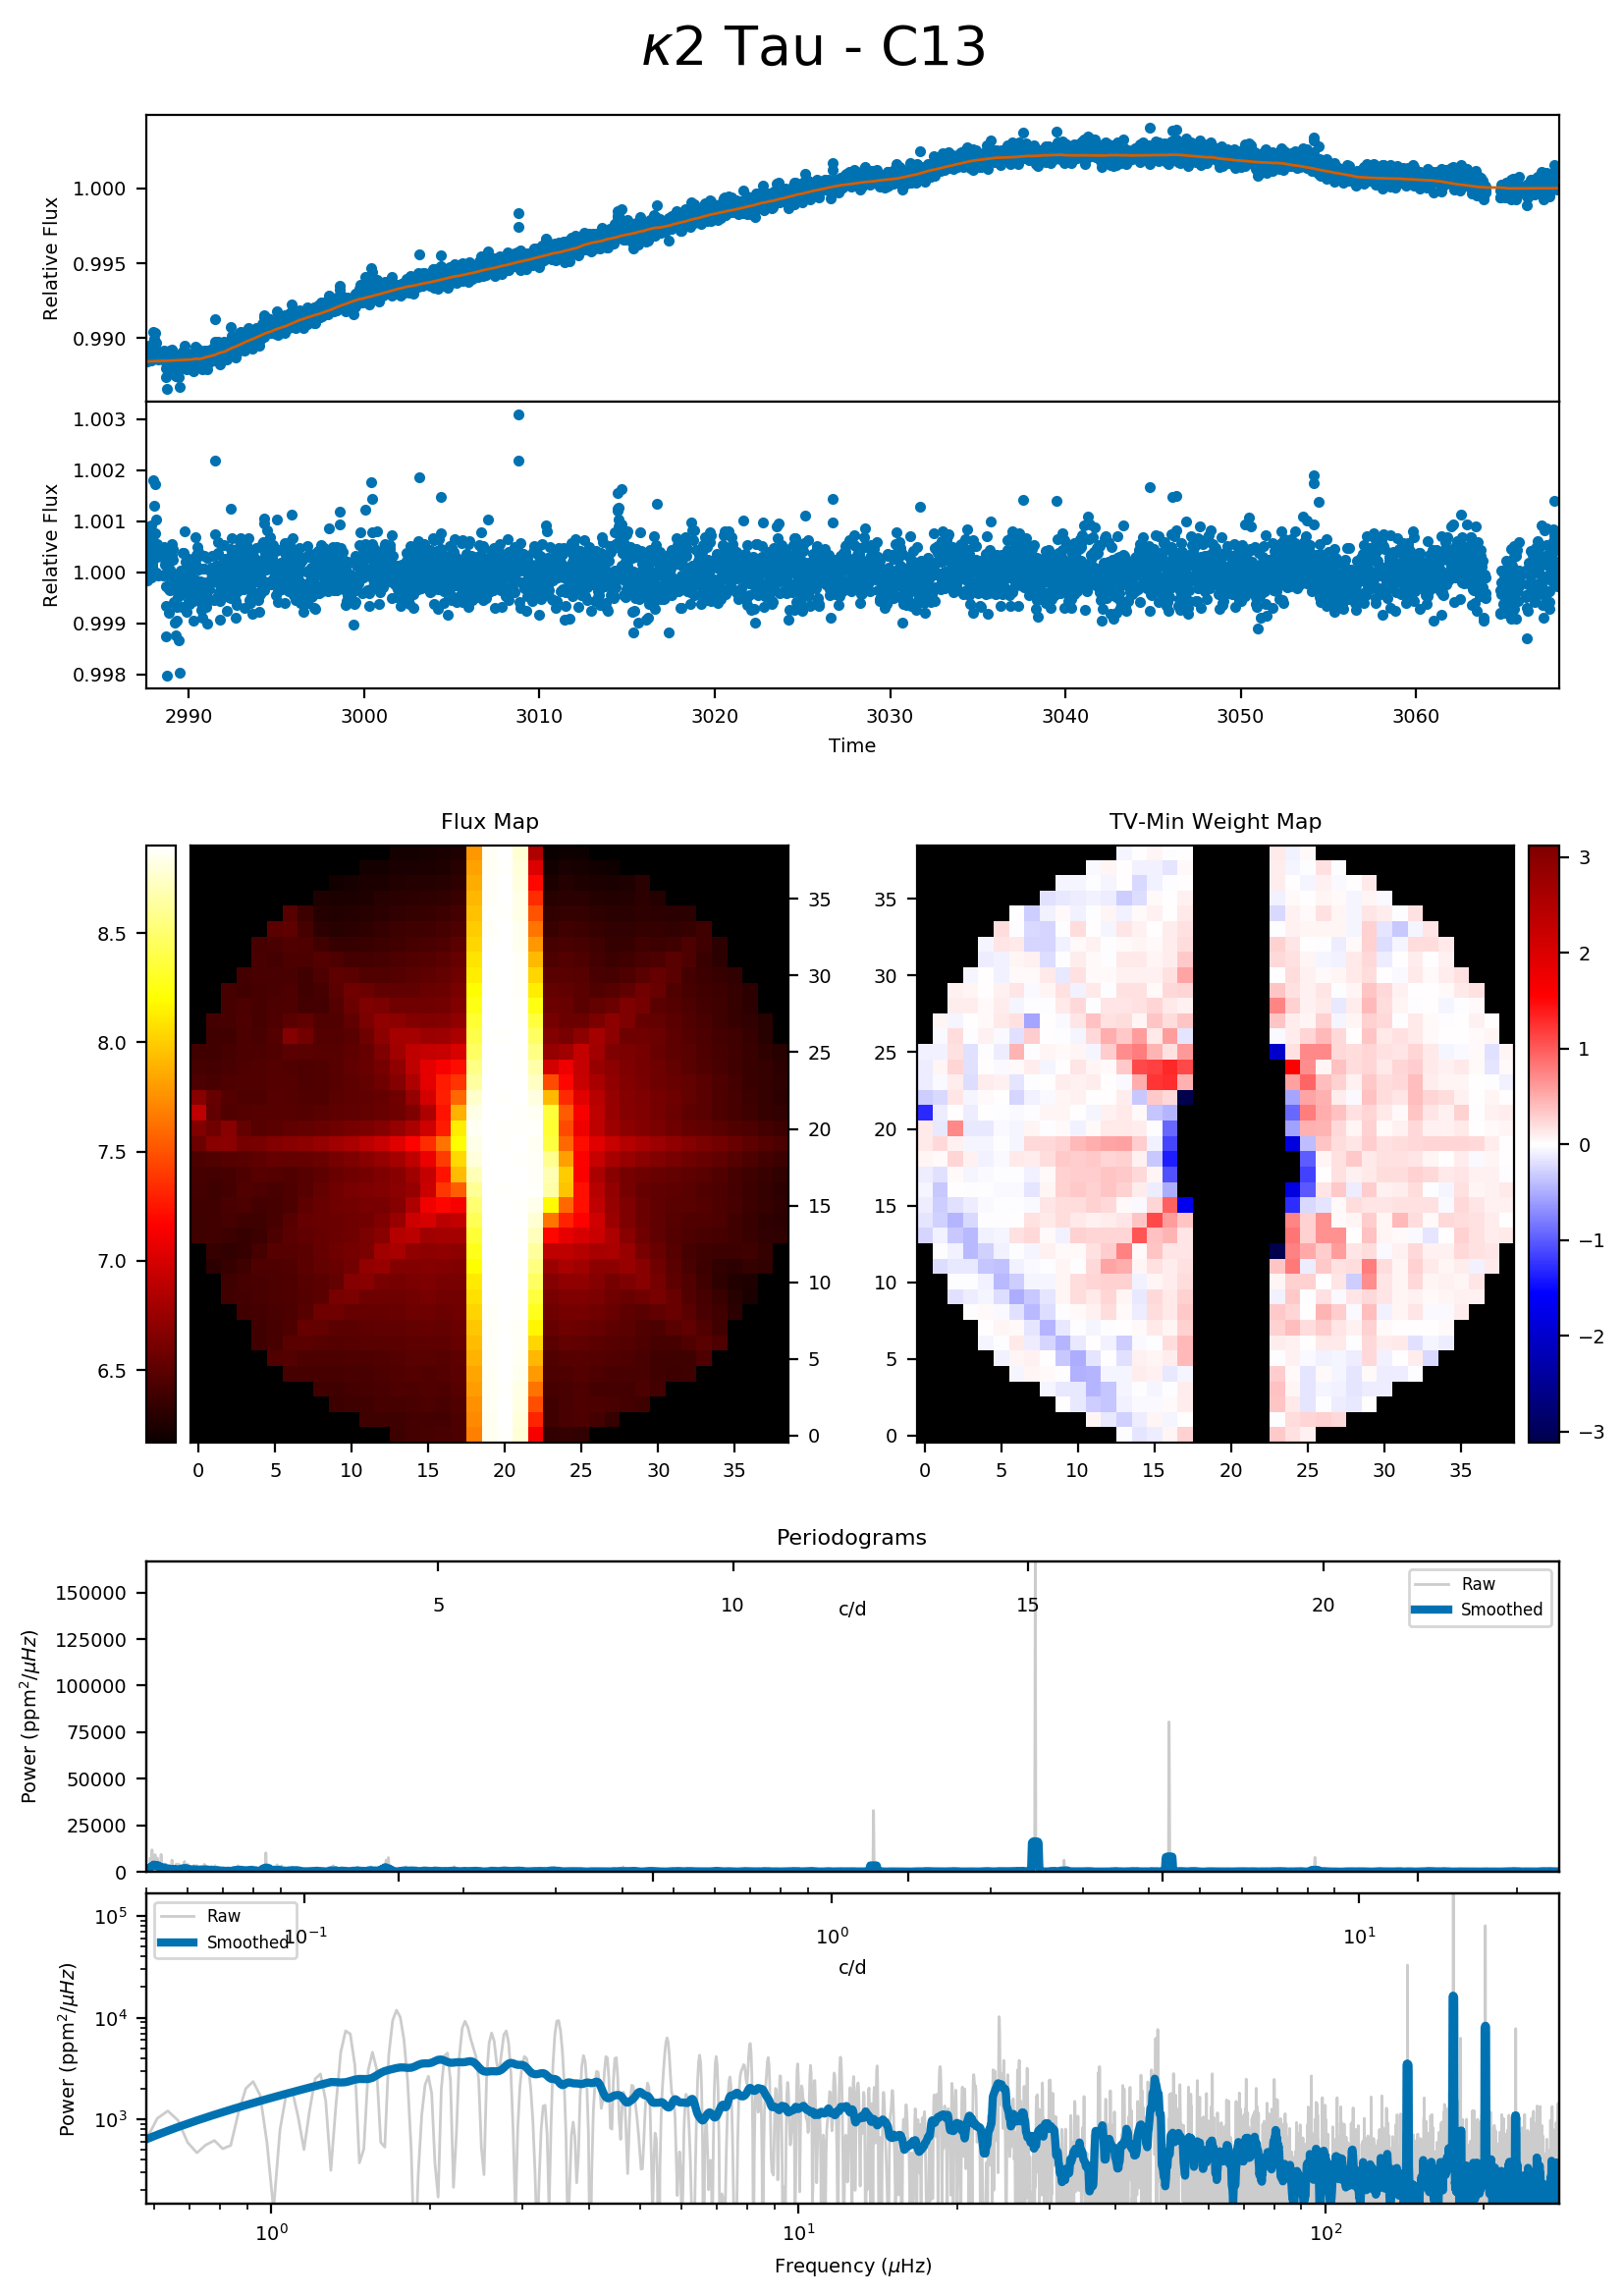 κ2 Tau - C13
Relative Flux
1.000
0.995
0.990
Relative Flux
1.003
1.002
1.001
1.000
0.999
0.998
2990 3000 3010 3020 3030 3040 3050 3060
Time
Flux Map
8.5
8.0
7.5
7.0
6.5
35
30
25
20
15
10
5
0
0 5 10 15 20 25 30 35
TV-Min Weight Map
35
30
25
20
15
10
5
0
0 5 10 15 20 25 30 35
3
2
1
0
−1
−2
−3
Periodograms
Power (ppm²/μHz)
150000
125000
100000
75000
50000
25000
0
5 10 15 20
c/d
Raw
Smoothed
Power (ppm²/μHz)
10⁵
10⁴
10³
Raw
Smoothed
10⁻¹ 10⁰ 10¹
c/d
10⁰ 10¹ 10²
Frequency (μHz)